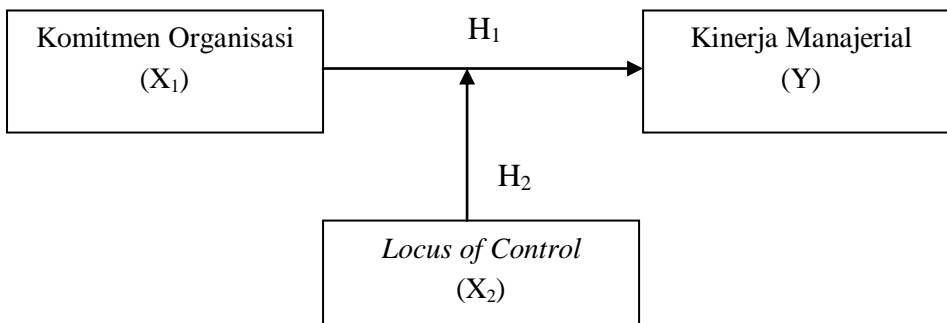 Komitmen Organisasi
(X₁)
H₁
Kinerja Manajerial
(Y)
H₂
Locus of Control
(X₂)